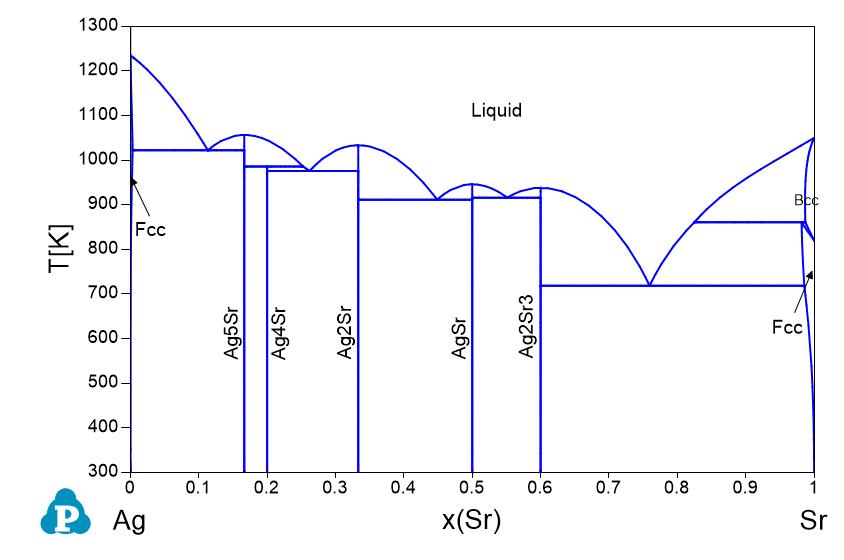 1300
1200
1100
1000
900
800
700
600
500
400
300
T[K]
Liquid
Bcc
Fcc
Fcc
Ag5Sr
Ag4Sr
Ag2Sr
AgSr
Ag2Sr3
0 0.1 0.2 0.3 0.4 0.5 0.6 0.7 0.8 0.9 1
P Ag x(Sr) Sr